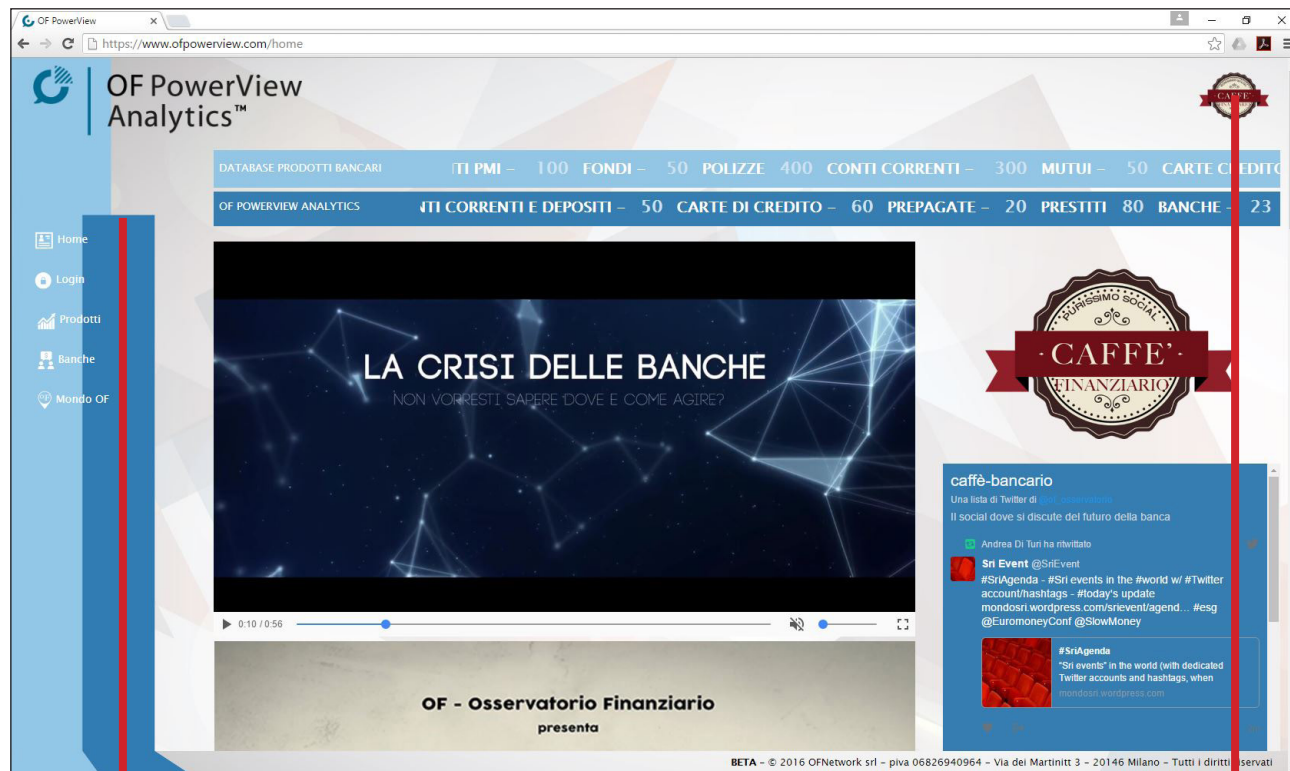 OF PowerView
https://www.ofpowerview.com/home
OF PowerView
Analytics™
CAFFE'
DATABASE PRODOTTI BANCARI
PMI – 100 FONDI – 50 POLIZZE 400 CONTI CORRENTI – 300 MUTUI – 50 CARTE CREDITO
OF POWERVIEW ANALYTICS
CORRENTI E DEPOSITI – 50 CARTE DI CREDITO – 60 PREPAGATE – 20 PRESTITI 80 BANCHE – 23
Home
Login
Prodotti
Banche
Mondo OF
LA CRISI DELLE BANCHE
NON VORRESTI SAPERE DOVE E COME AGIRE?
0:10 / 0:56
OF - Osservatorio Finanziario
presenta
PURISSIMO SOCIAL
· CAFFE' ·
FINANZIARIO
caffè-bancario
Una lista di Twitter di
Il social dove si discute del futuro della banca
Andrea Di Turi ha ritwittato
Sri Event @SriEvent
#SriAgenda - #Sri events in the #world w/ #Twitter
account/hashtags - #today's update
mondosri.wordpress.com/srievent/agend… #esg
@EuromoneyConf @SlowMoney
#SriAgenda
"Sri events" in the world (with dedicated
Twitter accounts and hashtags, when
mondosri.wordpress.com
BETA – © 2016 OFNetwork srl – piva 06826940964 – Via dei Martinitt 3 – 20146 Milano – Tutti i diritti riservati